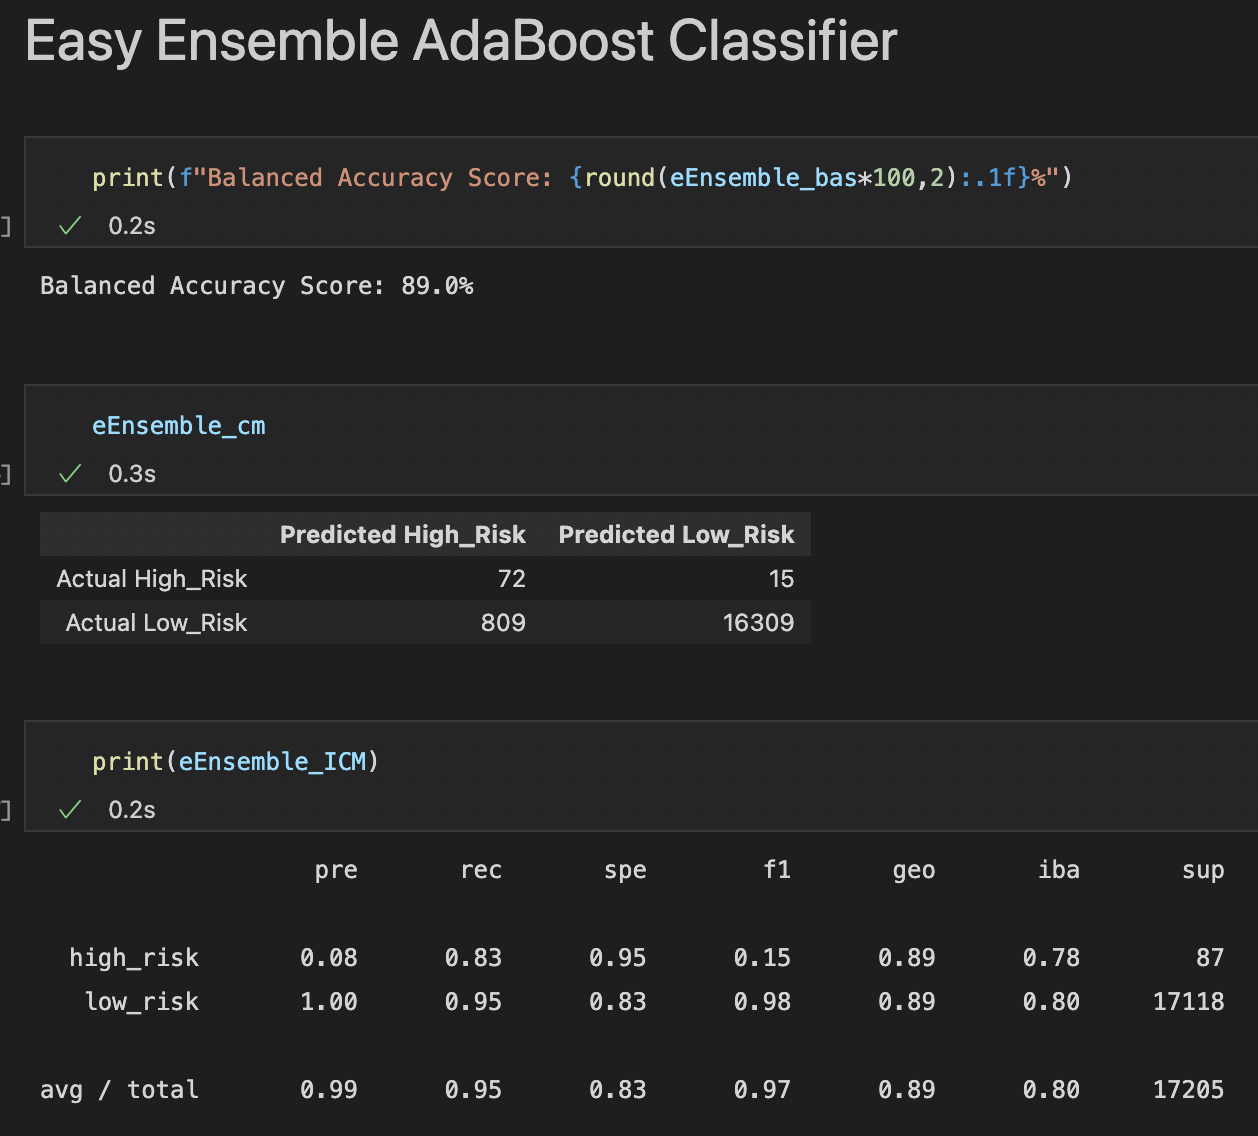 Easy Ensemble AdaBoost Classifier
print(f"Balanced Accuracy Score: {round(eEnsemble_bas*100,2):.1f}%")
] ✓ 0.2s
Balanced Accuracy Score: 89.0%
eEnsemble_cm
] ✓ 0.3s
Predicted High_Risk Predicted Low_Risk
Actual High_Risk 72 15
Actual Low_Risk 809 16309
print(eEnsemble_ICM)
] ✓ 0.2s
pre rec spe f1 geo iba sup
high_risk 0.08 0.83 0.95 0.15 0.89 0.78 87
low_risk 1.00 0.95 0.83 0.98 0.89 0.80 17118
avg / total 0.99 0.95 0.83 0.97 0.89 0.80 17205